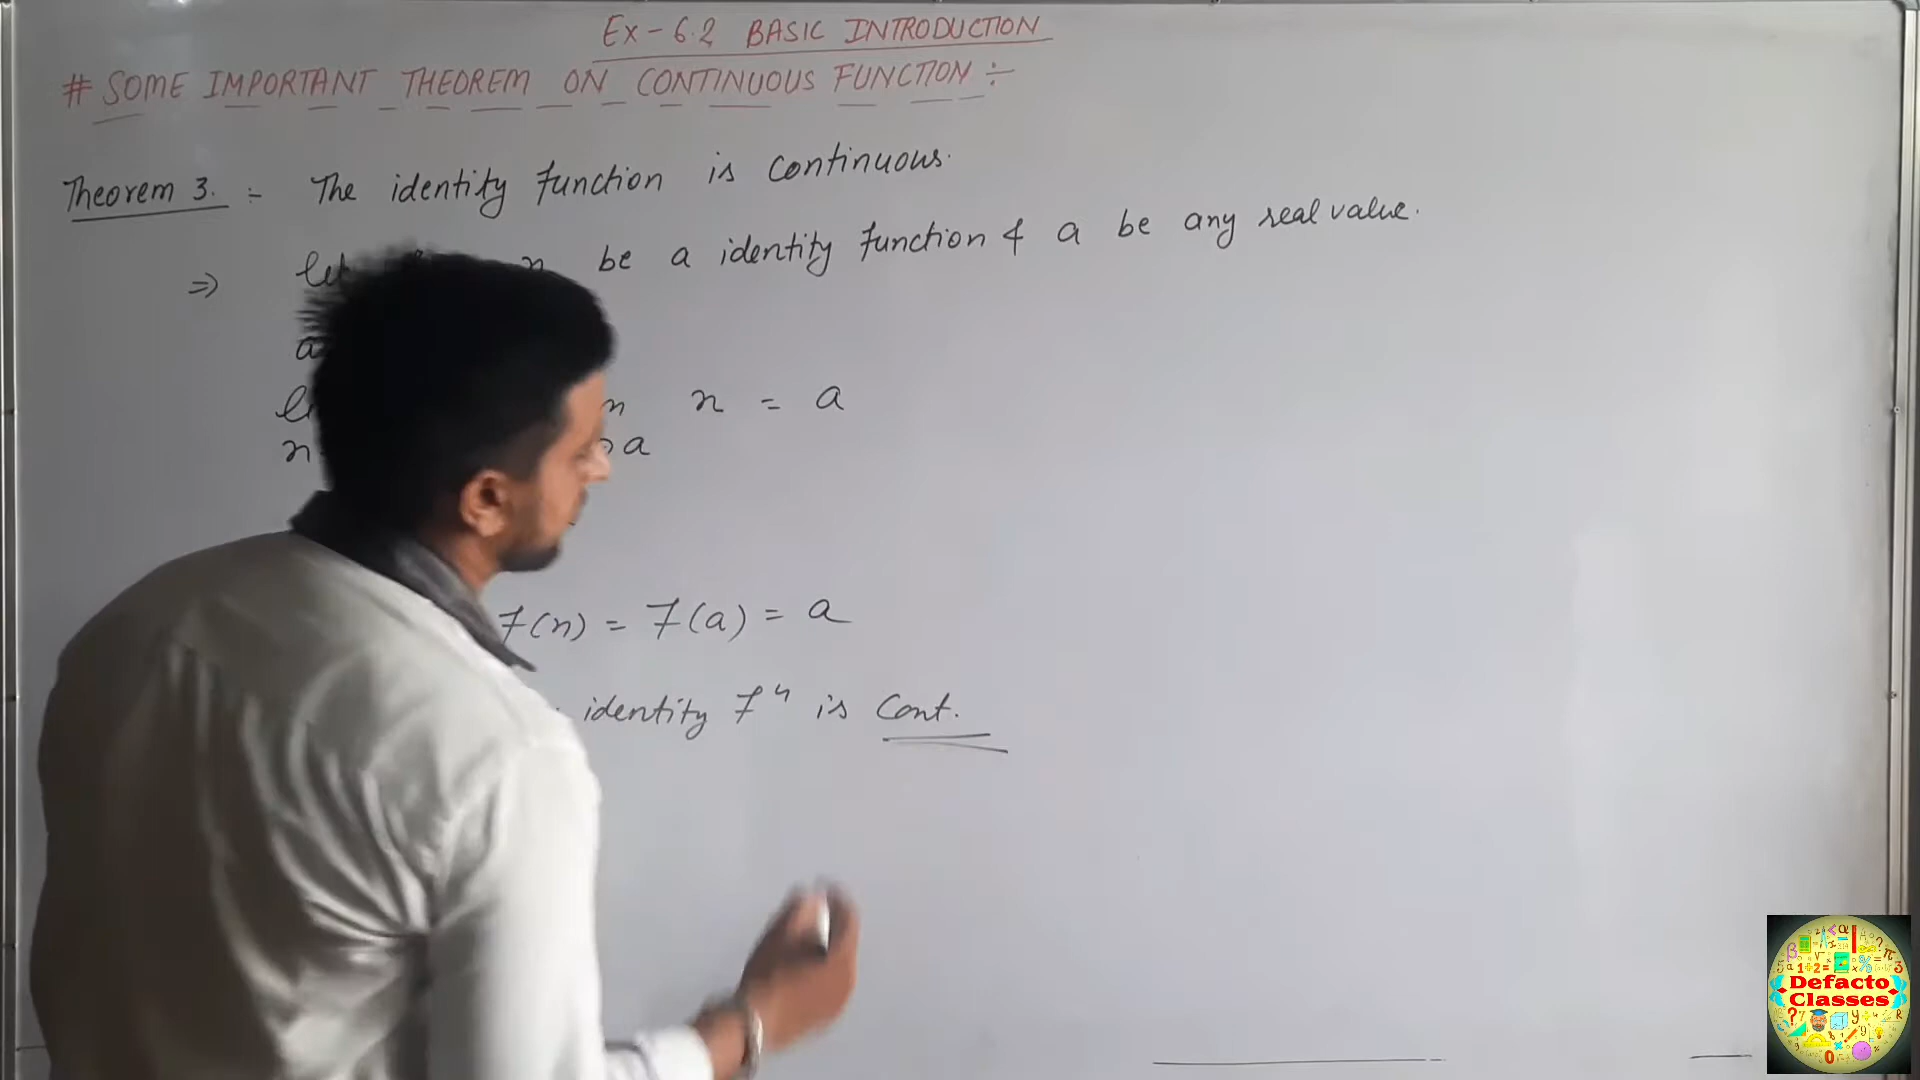 Ex - 6.2 BASIC INTRODUCTION
# SOME IMPORTANT THEOREM ON CONTINUOUS FUNCTION :-
Theorem 3. :- The identity function is continuous.
=> let x be a identity function & a be any real value.
a
x = a
x a
f(x) = f(a) = a
identity fn is Cont.
Defacto
Classes